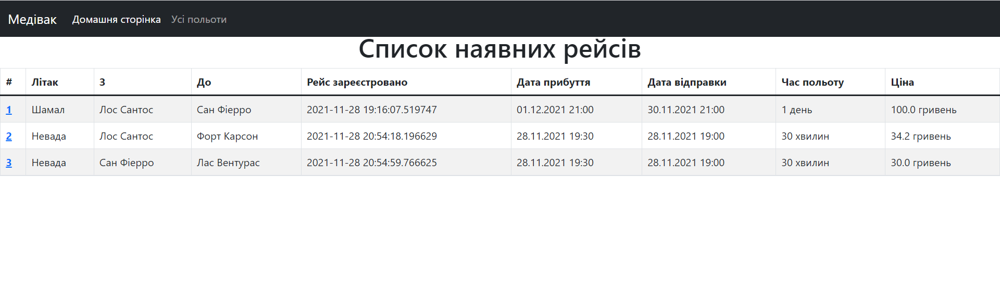 Медівак Домашня сторінка Усі польоти
Список наявних рейсів
# Літак З До Рейс зареєстровано Дата прибуття Дата відправки Час польоту Ціна
1 Шамал Лос Сантос Сан Фіерро 2021-11-28 19:16:07.519747 01.12.2021 21:00 30.11.2021 21:00 1 день 100.0 гривень
2 Невада Лос Сантос Форт Карсон 2021-11-28 20:54:18.196629 28.11.2021 19:30 28.11.2021 19:00 30 хвилин 34.2 гривень
3 Невада Сан Фіерро Лас Вентурас 2021-11-28 20:54:59.766625 28.11.2021 19:30 28.11.2021 19:00 30 хвилин 30.0 гривень